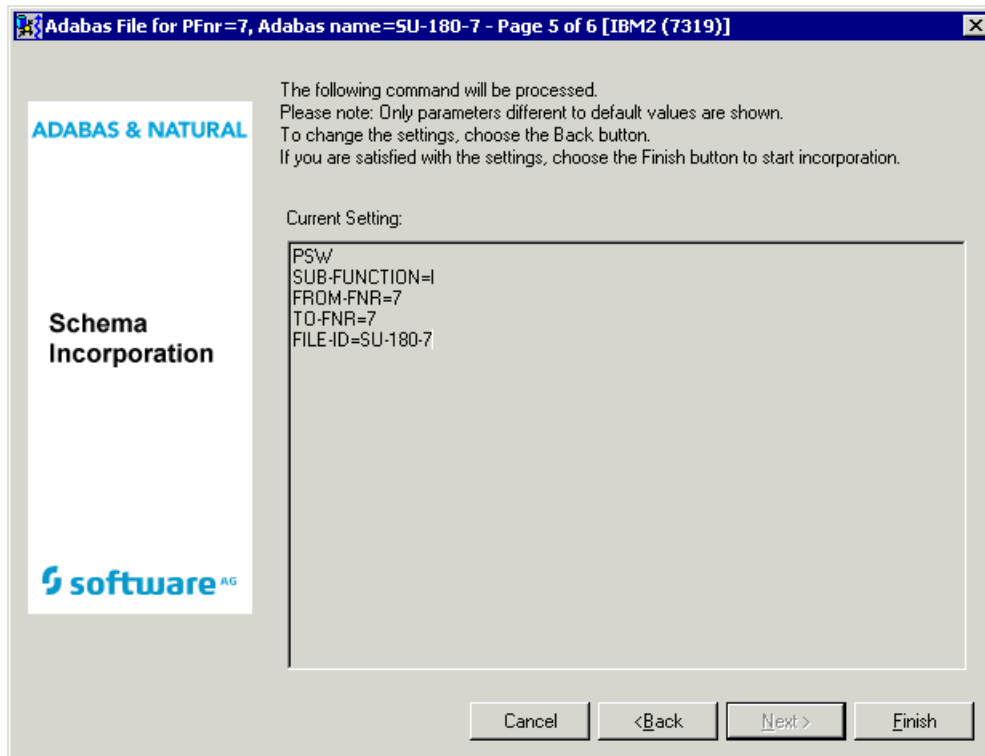 Adabas File for PFnr=7, Adabas name=SU-180-7 - Page 5 of 6 [IBM2 (7319)]
The following command will be processed.
Please note: Only parameters different to default values are shown.
To change the settings, choose the Back button.
If you are satisfied with the settings, choose the Finish button to start incorporation.
ADABAS & NATURAL
Current Setting:
PSW
SUB-FUNCTION=I
FROM-FNR=7
TO-FNR=7
FILE-ID=SU-180-7
Schema
Incorporation
software AG
Cancel
<Back
Next >
Finish